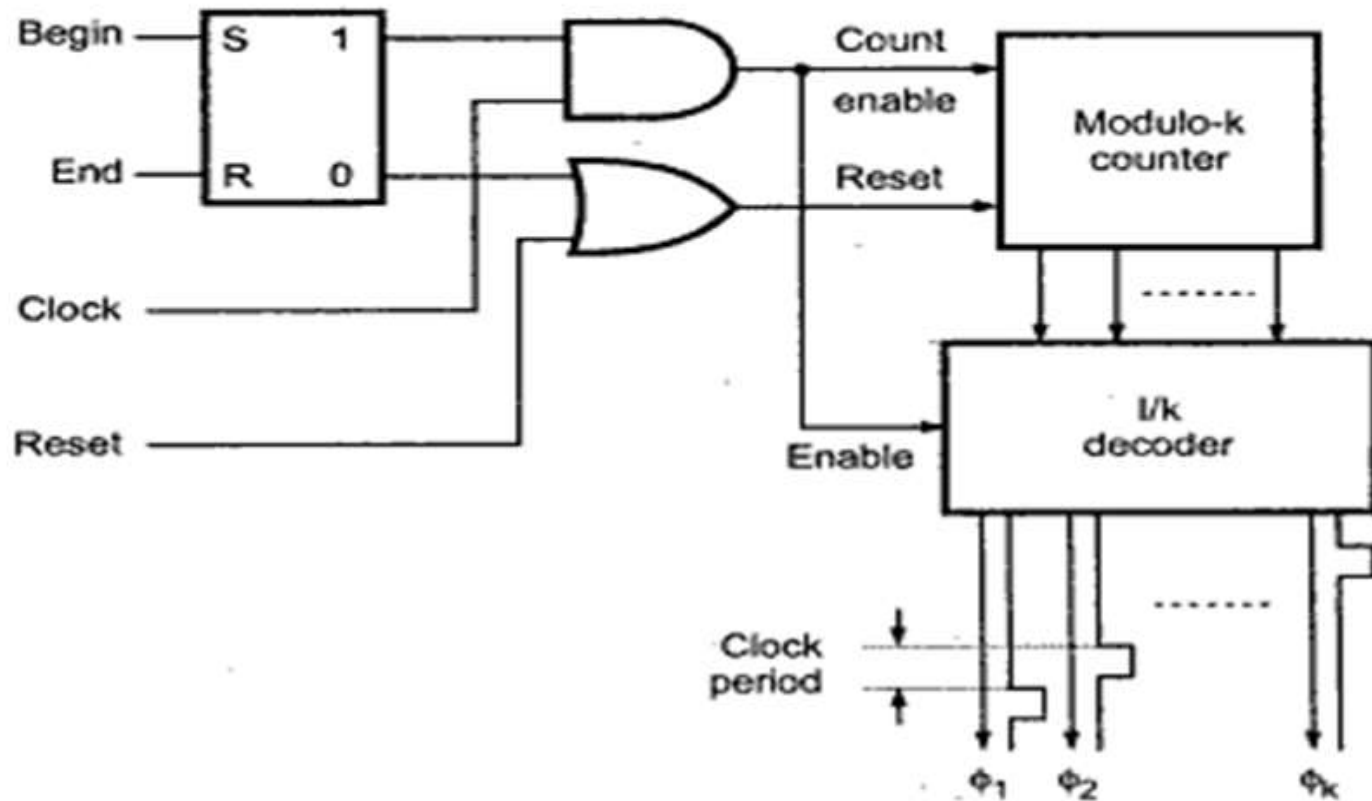 Begin
S 1
Count
enable
Modulo-k
counter
End
R 0
Reset
Clock
I/k
decoder
Reset
Enable
Clock
period
ϕ1 ϕ2 ϕk